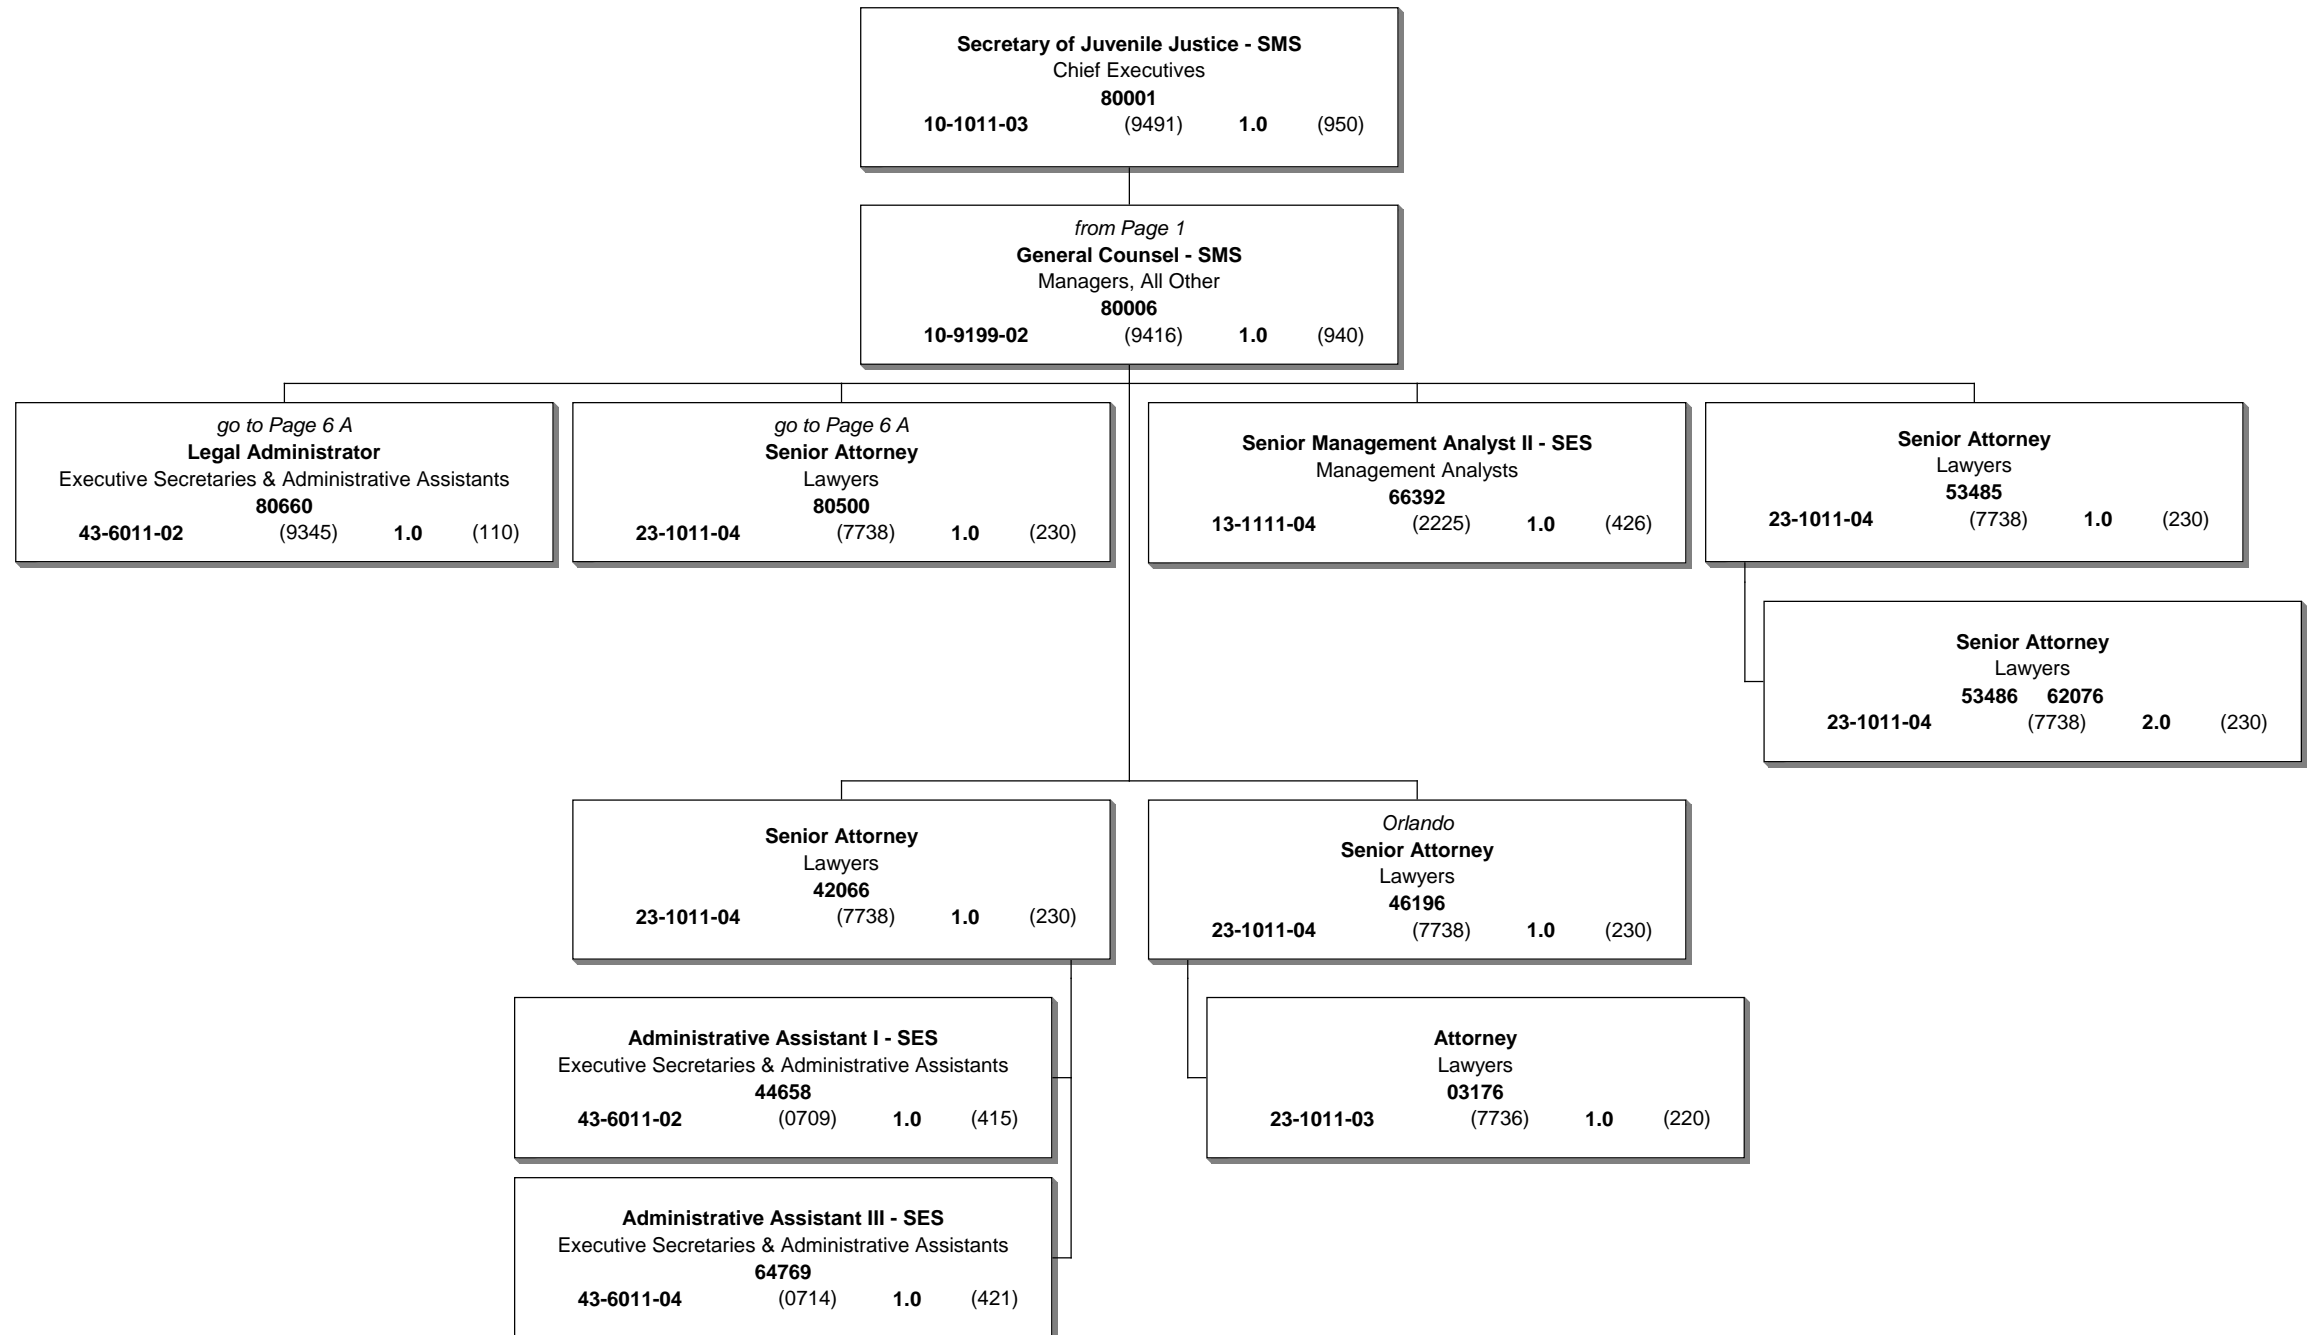 Secretary of Juvenile Justice - SMS
Chief Executives
80001
10-1011-03 (9491) 1.0 (950)
from Page 1
General Counsel - SMS
Managers, All Other
80006
10-9199-02 (9416) 1.0 (940)
go to Page 6 A
Legal Administrator
Executive Secretaries & Administrative Assistants
80660
43-6011-02 (9345) 1.0 (110)
go to Page 6 A
Senior Attorney
Lawyers
80500
23-1011-04 (7738) 1.0 (230)
Senior Management Analyst II - SES
Management Analysts
66392
13-1111-04 (2225) 1.0 (426)
Senior Attorney
Lawyers
53485
23-1011-04 (7738) 1.0 (230)
Senior Attorney
Lawyers
53486 62076
23-1011-04 (7738) 2.0 (230)
Senior Attorney
Lawyers
42066
23-1011-04 (7738) 1.0 (230)
Orlando
Senior Attorney
Lawyers
46196
23-1011-04 (7738) 1.0 (230)
Administrative Assistant I - SES
Executive Secretaries & Administrative Assistants
44658
43-6011-02 (0709) 1.0 (415)
Attorney
Lawyers
03176
23-1011-03 (7736) 1.0 (220)
Administrative Assistant III - SES
Executive Secretaries & Administrative Assistants
64769
43-6011-04 (0714) 1.0 (421)